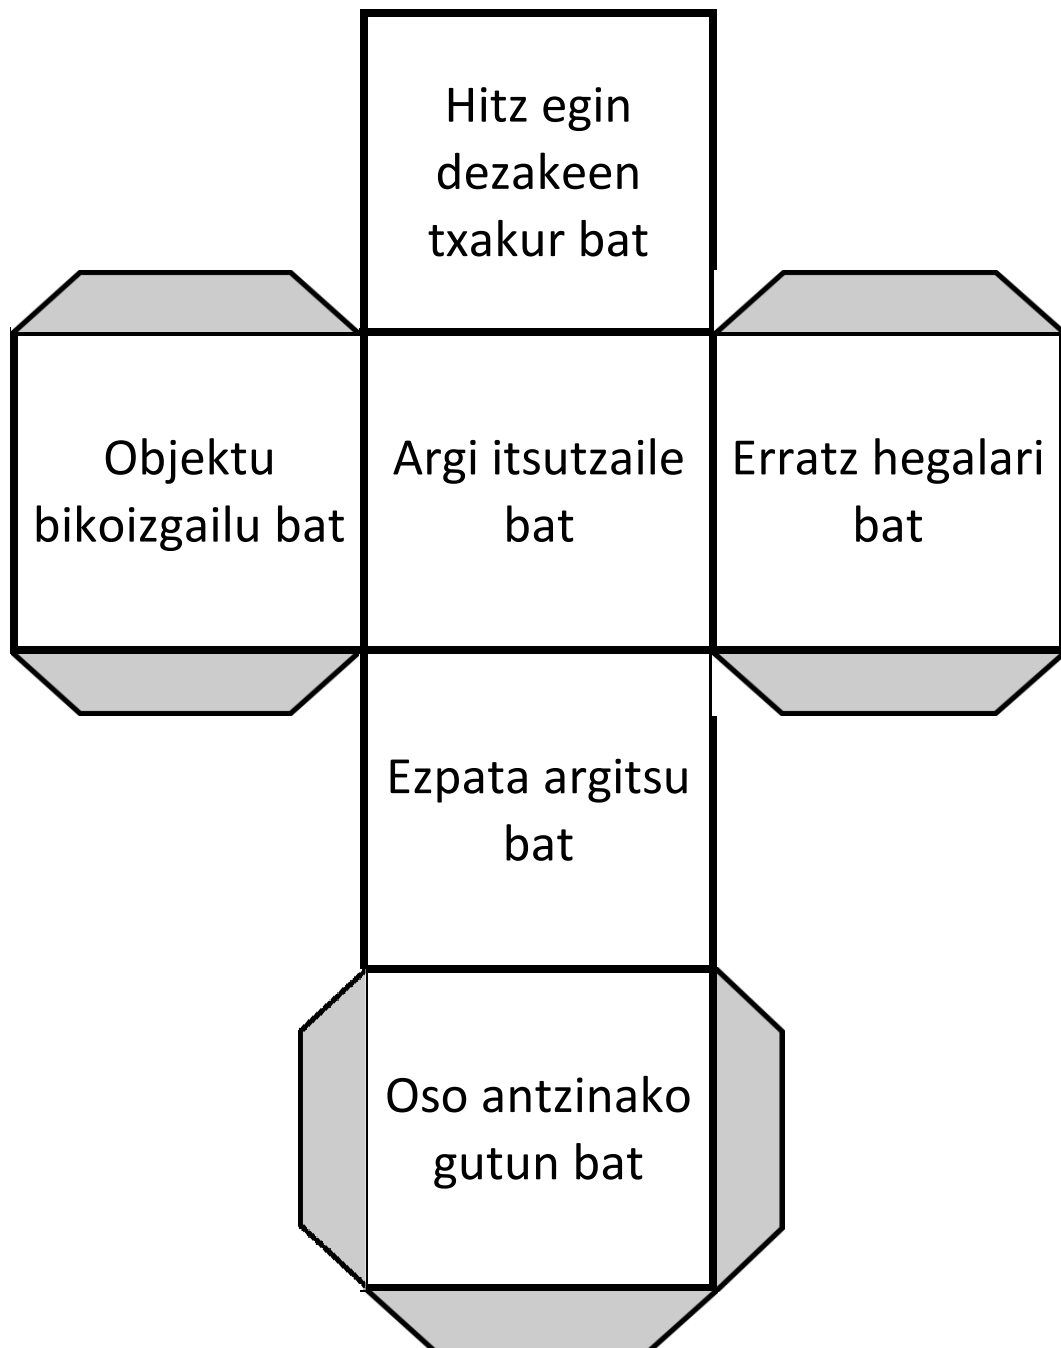 Hitz egin
dezakeen
txakur bat
Objektu
bikoizgailu bat
Argi itsutzaile
bat
Erratz hegalari
bat
Ezpata argitsu
bat
Oso antzinako
gutun bat